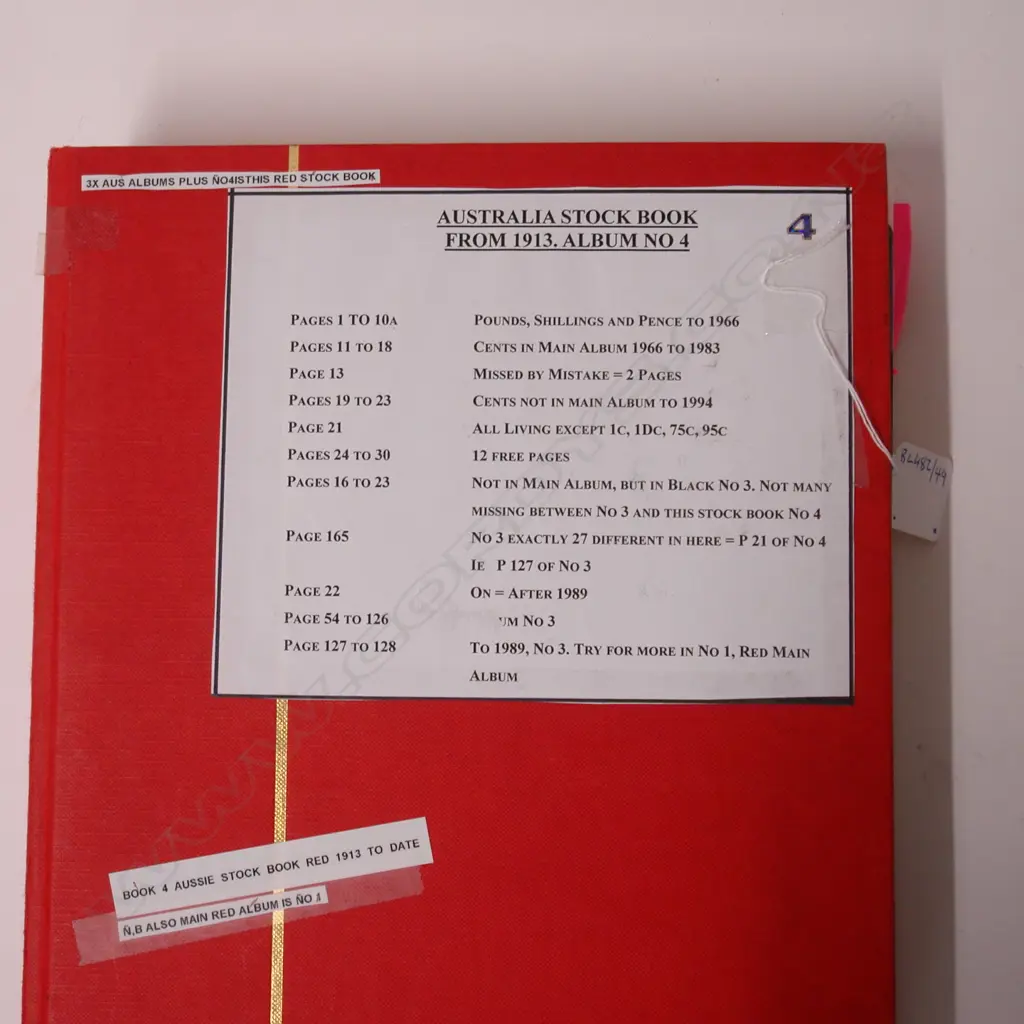 3X AUS ALBUMS PLUS ÑO4ISTHIS RED STOCK BOOK
AUSTRALIA STOCK BOOK
FROM 1913. ALBUM NO 4
4
PAGES 1 TO 10A POUNDS, SHILLINGS AND PENCE TO 1966
PAGES 11 TO 18 CENTS IN MAIN ALBUM 1966 TO 1983
PAGE 13 MISSED BY MISTAKE = 2 PAGES
PAGES 19 TO 23 CENTS NOT IN MAIN ALBUM TO 1994
PAGE 21 ALL LIVING EXCEPT 1C, 1DC, 75C, 95C
PAGES 24 TO 30 12 FREE PAGES
PAGES 16 TO 23 NOT IN MAIN ALBUM, BUT IN BLACK NO 3. NOT MANY
MISSING BETWEEN NO 3 AND THIS STOCK BOOK NO 4
PAGE 165 NO 3 EXACTLY 27 DIFFERENT IN HERE = P 21 OF NO 4
IE P 127 OF NO 3
PAGE 22 ON = AFTER 1989
PAGE 54 TO 126 UM NO 3
PAGE 127 TO 128 TO 1989, NO 3. TRY FOR MORE IN NO 1, RED MAIN
ALBUM
8L482/49
BOOK 4 AUSSIE STOCK BOOK RED 1913 TO DATE
Ñ,B ALSO MAIN RED ALBUM IS ÑO 1